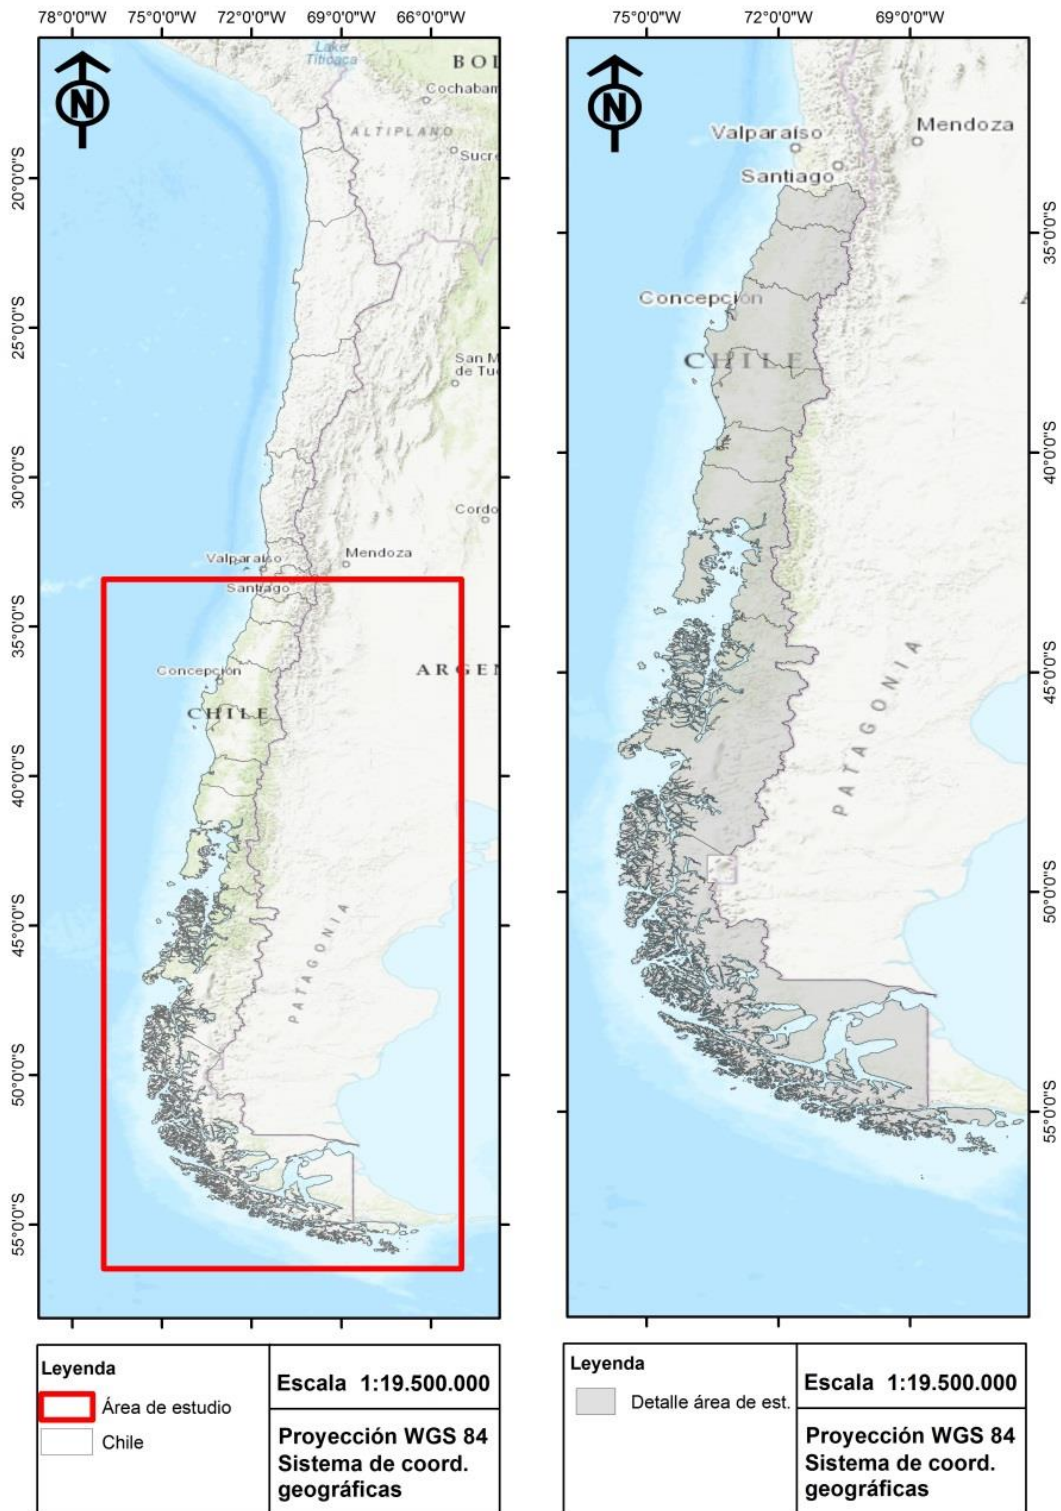 78°0'0"W 75°0'0"W 72°0'0"W 69°0'0"W 66°0'0"W
N
Lake
Titicaca
BOL
Cochabam
ALTIPLANO
Sucre
20°0'0"S
25°0'0"S
San M
de Tuc
30°0'0"S
Cordo
Valparaíso
Mendoza
Santiago
35°0'0"S
Concepción
ARGEN
CHILE
40°0'0"S
45°0'0"S
PATAGONIA
50°0'0"S
55°0'0"S
Leyenda
Área de estudio
Chile
Escala 1:19.500.000
Proyección WGS 84
Sistema de coord.
geográficas
75°0'0"W 72°0'0"W 69°0'0"W
N
Valparaíso
Mendoza
Santiago
35°0'0"S
Concepción
A
CHILE
40°0'0"S
45°0'0"S
PATAGONIA
50°0'0"S
55°0'0"S
Leyenda
Detalle área de est.
Escala 1:19.500.000
Proyección WGS 84
Sistema de coord.
geográficas